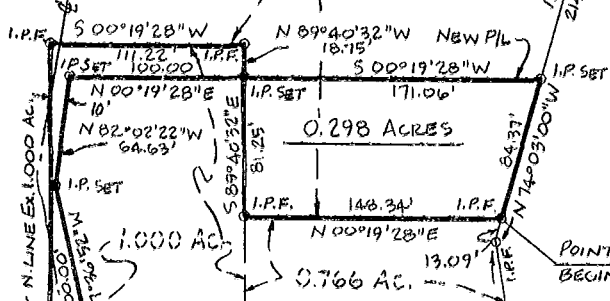 S 00°19'28"W
I.P.F.
111.22'
I.P.F.
N 89°40'32"W
18.75'
NEW P/L
I.P. SET
100.00
S 00°19'28"W
I.P. SET
N 00°19'28"E
I.P. SET
171.06'
10'
N 82°02'22"W
64.63'
S 89°40'32"E
81.25'
0.298 ACRES
84.37'
N 74°03'00"W
I.P. SET
I.P.F.
148.34'
I.P.F.
N 00°19'28"E
N. LINE EX. 1.000 AC.
1.000 AC.
0.766 AC.
13.09'
I.P.F.
POINT
BEGIN